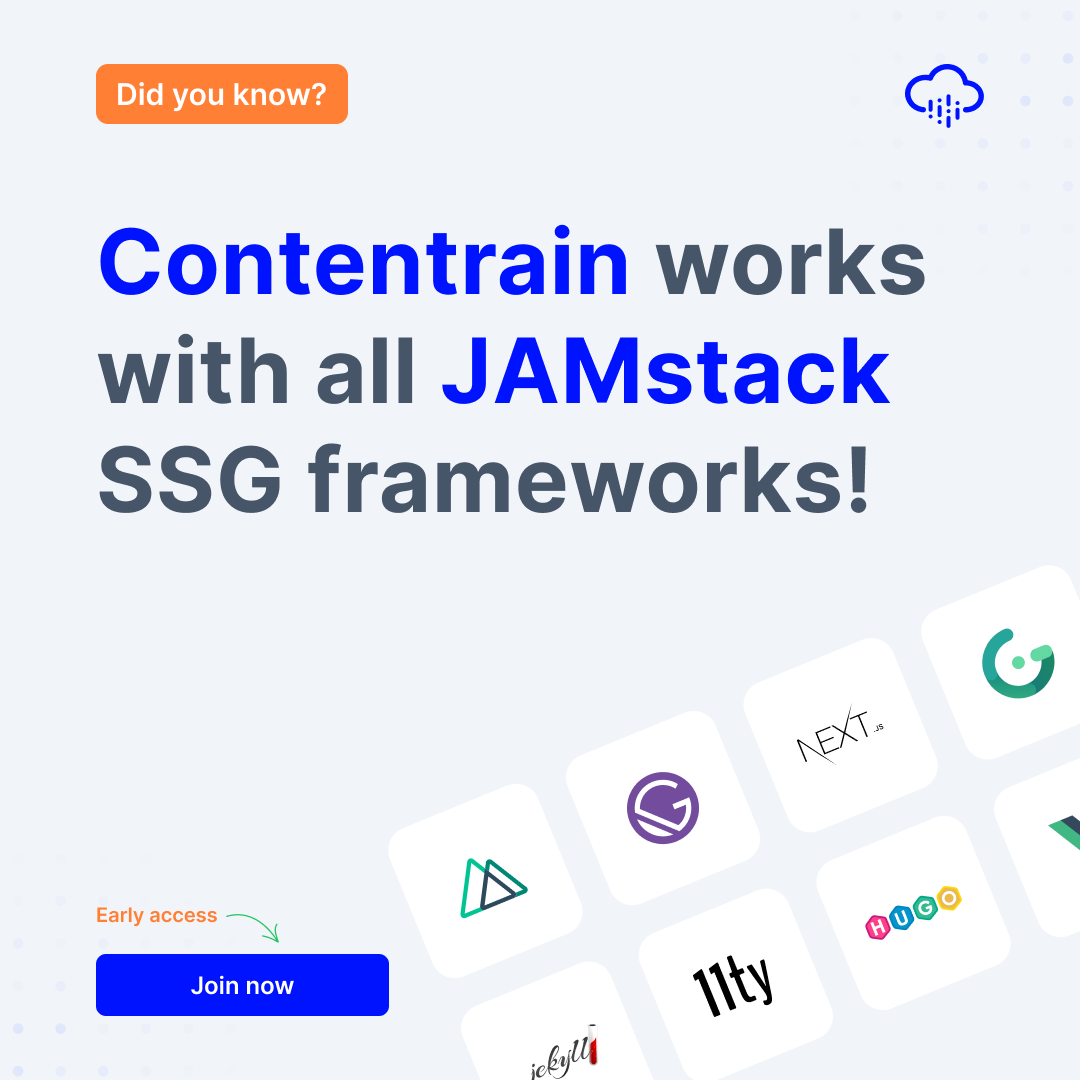 Did you know?
Contentrain works
with all JAMstack
SSG frameworks!
NEXT.JS
HUGO
Early access
11ty
Join now
jekyll